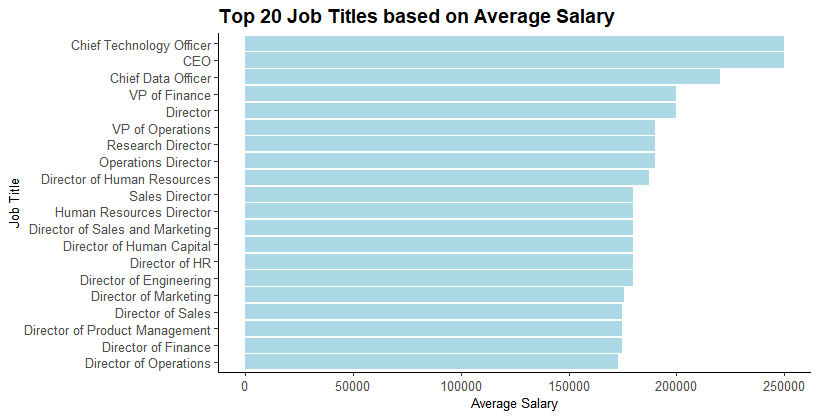 Top 20 Job Titles based on Average Salary
Job Title
Chief Technology Officer
CEO
Chief Data Officer
VP of Finance
Director
VP of Operations
Research Director
Operations Director
Director of Human Resources
Sales Director
Human Resources Director
Director of Sales and Marketing
Director of Human Capital
Director of HR
Director of Engineering
Director of Marketing
Director of Sales
Director of Product Management
Director of Finance
Director of Operations
0 50000 100000 150000 200000 250000
Average Salary